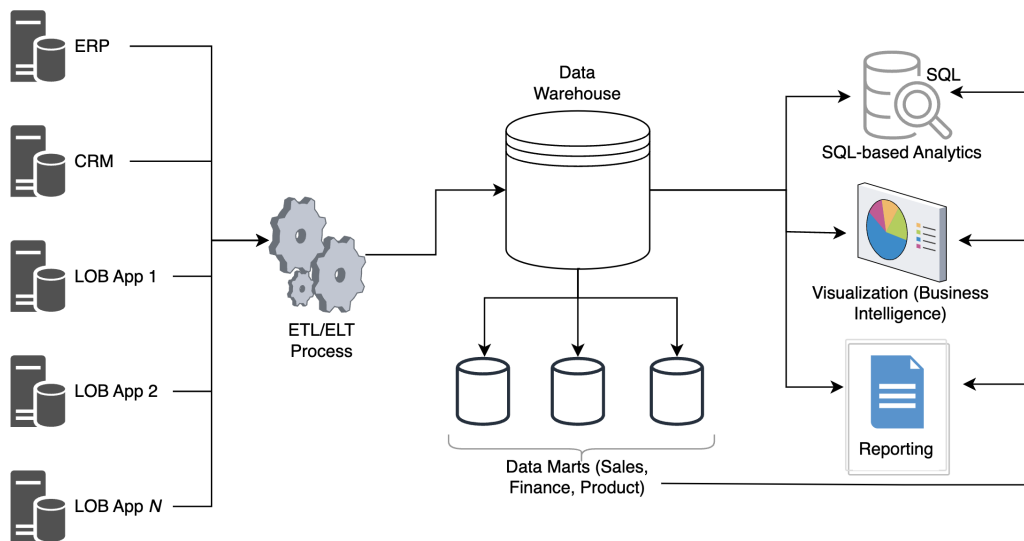 ERP
CRM
LOB App 1
LOB App 2
LOB App N
ETL/ELT
Process
Data
Warehouse
Data Marts (Sales,
Finance, Product)
SQL
SQL-based Analytics
Visualization (Business
Intelligence)
Reporting